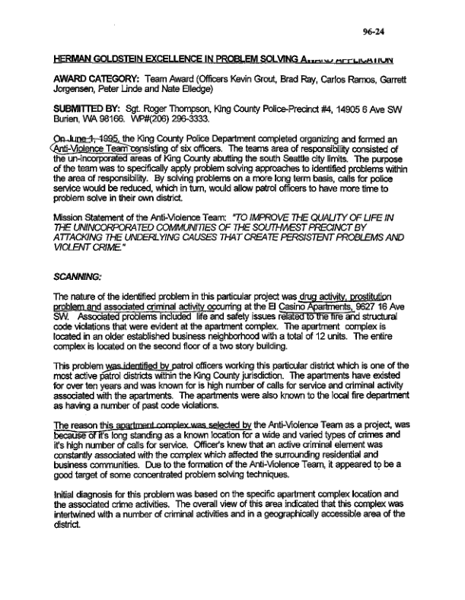 96-24
HERMAN GOLDSTEIN EXCELLENCE IN PROBLEM SOLVING AWARD APPLICATION
AWARD CATEGORY: Team Award (Officers Kevin Grout, Brad Ray, Carlos Ramos, Garrett
Jorgensen, Peter Linde and Nate Elledge)
SUBMITTED BY: Sgt. Roger Thompson, King County Police-Precinct #4, 14905 6 Ave SW
Burien, WA 98166. WP#(206) 296-3333.
On June 1, 1995, the King County Police Department completed organizing and formed an
Anti-Violence Team consisting of six officers. The teams area of responsibility consisted of
the un-incorporated areas of King County abutting the south Seattle city limits. The purpose
of the team was to specifically apply problem solving approaches to identified problems within
the area of responsibility. By solving problems on a more long term basis, calls for police
service would be reduced, which in turn, would allow patrol officers to have more time to
problem solve in their own district.
Mission Statement of the Anti-Violence Team: "TO IMPROVE THE QUALITY OF LIFE IN
THE UNINCORPORATED COMMUNITIES OF THE SOUTHWEST PRECINCT BY
ATTACKING THE UNDERLYING CAUSES THAT CREATE PERSISTENT PROBLEMS AND
VIOLENT CRIME."
SCANNING:
The nature of the identified problem in this particular project was drug activity, prostitution
problem and associated criminal activity occurring at the El Casino Apartments, 9627 16 Ave
SW. Associated problems included life and safety issues related to the fire and structural
code violations that were evident at the apartment complex. The apartment complex is
located in an older established business neighborhood with a total of 12 units. The entire
complex is located on the second floor of a two story building.
This problem was identified by patrol officers working this particular district which is one of the
most active patrol districts within the King County jurisdiction. The apartments have existed
for over ten years and was known for is high number of calls for service and criminal activity
associated with the apartments. The apartments were also known to the local fire department
as having a number of past code violations.
The reason this apartment complex was selected by the Anti-Violence Team as a project, was
because of it's long standing as a known location for a wide and varied types of crimes and
it's high number of calls for service. Officer's knew that an active criminal element was
constantly associated with the complex which affected the surrounding residential and
business communities. Due to the formation of the Anti-Violence Team, it appeared to be a
good target of some concentrated problem solving techniques.
Initial diagnosis for this problem was based on the specific apartment complex location and
the associated crime activities. The overall view of this area indicated that this complex was
intertwined with a number of criminal activities and in a geographically accessible area of the
district.